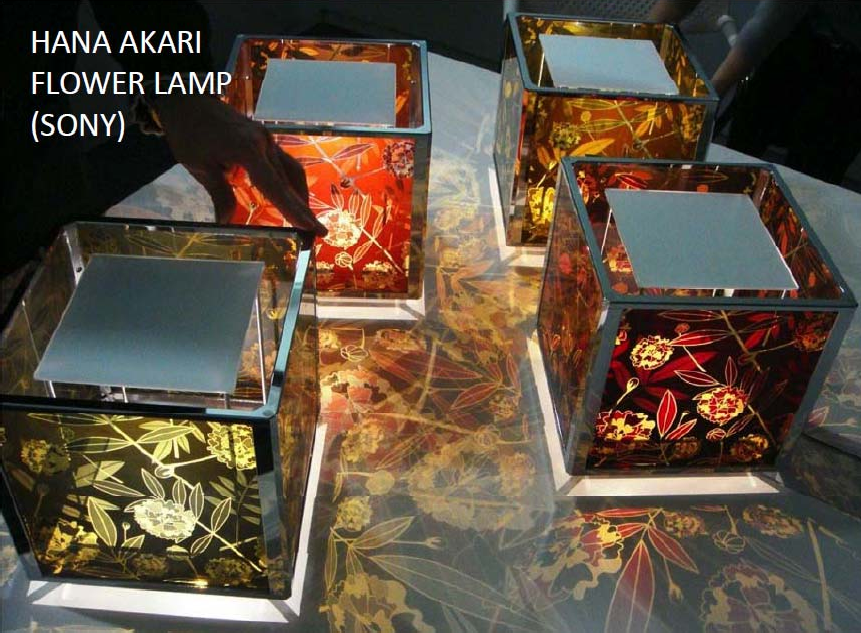 HANA AKARI
FLOWER LAMP
(SONY)